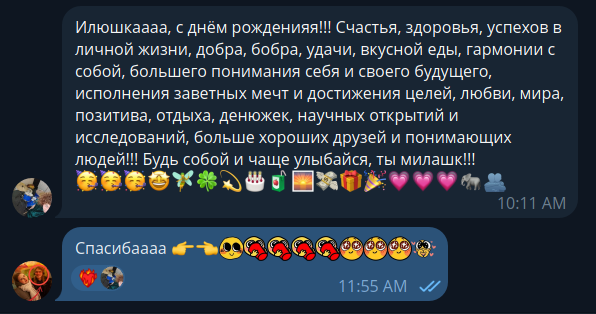 Илюшкаааа, с днём рожденияя!!! Счастья, здоровья, успехов в
личной жизни, добра, бобра, удачи, вкусной еды, гармонии с
собой, большего понимания себя и своего будущего,
исполнения заветных мечт и достижения целей, любви, мира,
позитива, отдыха, денюжек, научных открытий и
исследований, больше хороших друзей и понимающих
людей!!! Будь собой и чаще улыбайся, ты милашк!!!
🥳🥳🥳🤩🧚🍀💫🎂🧃🌅💸🎁🎉💗💗💗🐘🫂
10:11 AM
Спасибаааа 👉👈
11:55 AM